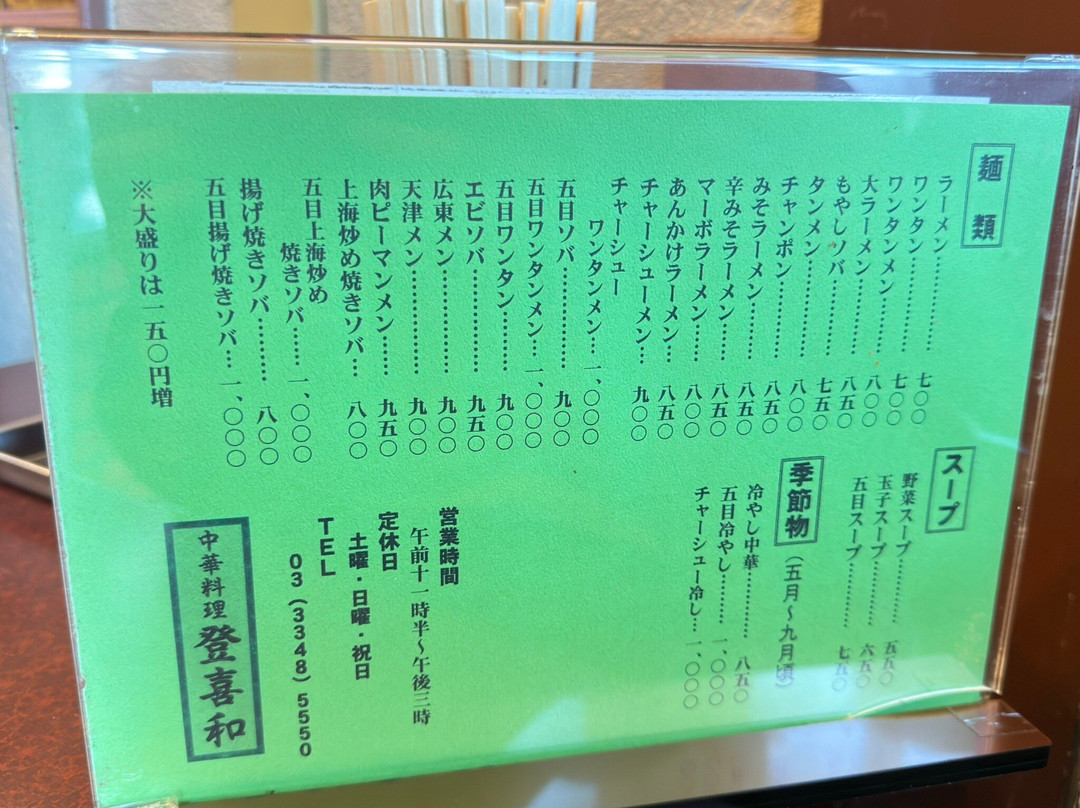 麺類
ラーメン………… 七〇〇
ワンタン………… 七〇〇
ワンタンメン……… 八〇〇
大ラーメン……… 八五〇
もやしソバ……… 七五〇
タンメン………… 八〇〇
チャンポン……… 八五〇
みそラーメン…… 八五〇
辛みそラーメン… 八五〇
マーボラーメン… 八〇〇
あんかけラーメン… 八五〇
チャーシューメン… 九〇〇
チャーシュー
ワンタンメン… 一、〇〇〇
五目ソバ………… 九〇〇
五目ワンタンメン… 一、〇〇〇
五目ワンタン…… 九〇〇
エビソバ………… 九五〇
広東メン………… 九〇〇
天津メン………… 九〇〇
肉ピーマンメン…… 九五〇
上海炒め焼きソバ… 八〇〇
五目上海炒め
焼きソバ…… 一、〇〇〇
揚げ焼きソバ…… 八〇〇
五目揚げ焼きソバ… 一、〇〇〇
※大盛りは一五〇円増
スープ
野菜スープ……… 五五〇
玉子スープ……… 六五〇
五目スープ……… 七五〇
季節物（五月〜九月頃）
冷やし中華……… 八五〇
五目冷やし…… 一、〇〇〇
チャーシュー冷し… 一、〇〇〇
営業時間
午前十一時半〜午後三時
定休日
土曜・日曜・祝日
TEL
03(3348)5550
中華料理 登喜和